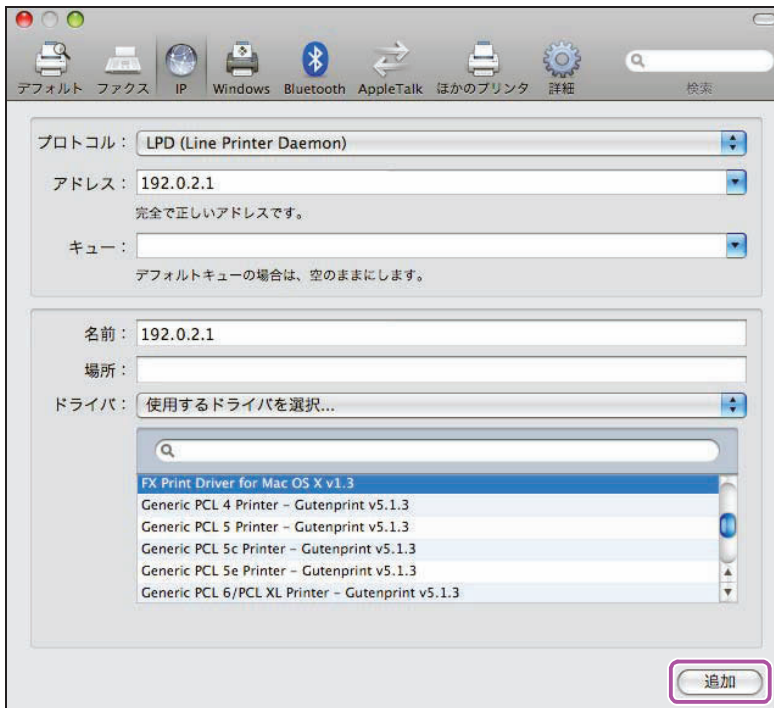 デフォルト ファクス IP Windows Bluetooth AppleTalk ほかのプリンタ 詳細 検索
プロトコル： LPD (Line Printer Daemon)
アドレス： 192.0.2.1
完全で正しいアドレスです。
キュー：
デフォルトキューの場合は、空のままにします。
名前： 192.0.2.1
場所：
ドライバ： 使用するドライバを選択...
FX Print Driver for Mac OS X v1.3
Generic PCL 4 Printer – Gutenprint v5.1.3
Generic PCL 5 Printer – Gutenprint v5.1.3
Generic PCL 5c Printer – Gutenprint v5.1.3
Generic PCL 5e Printer – Gutenprint v5.1.3
Generic PCL 6/PCL XL Printer – Gutenprint v5.1.3
追加